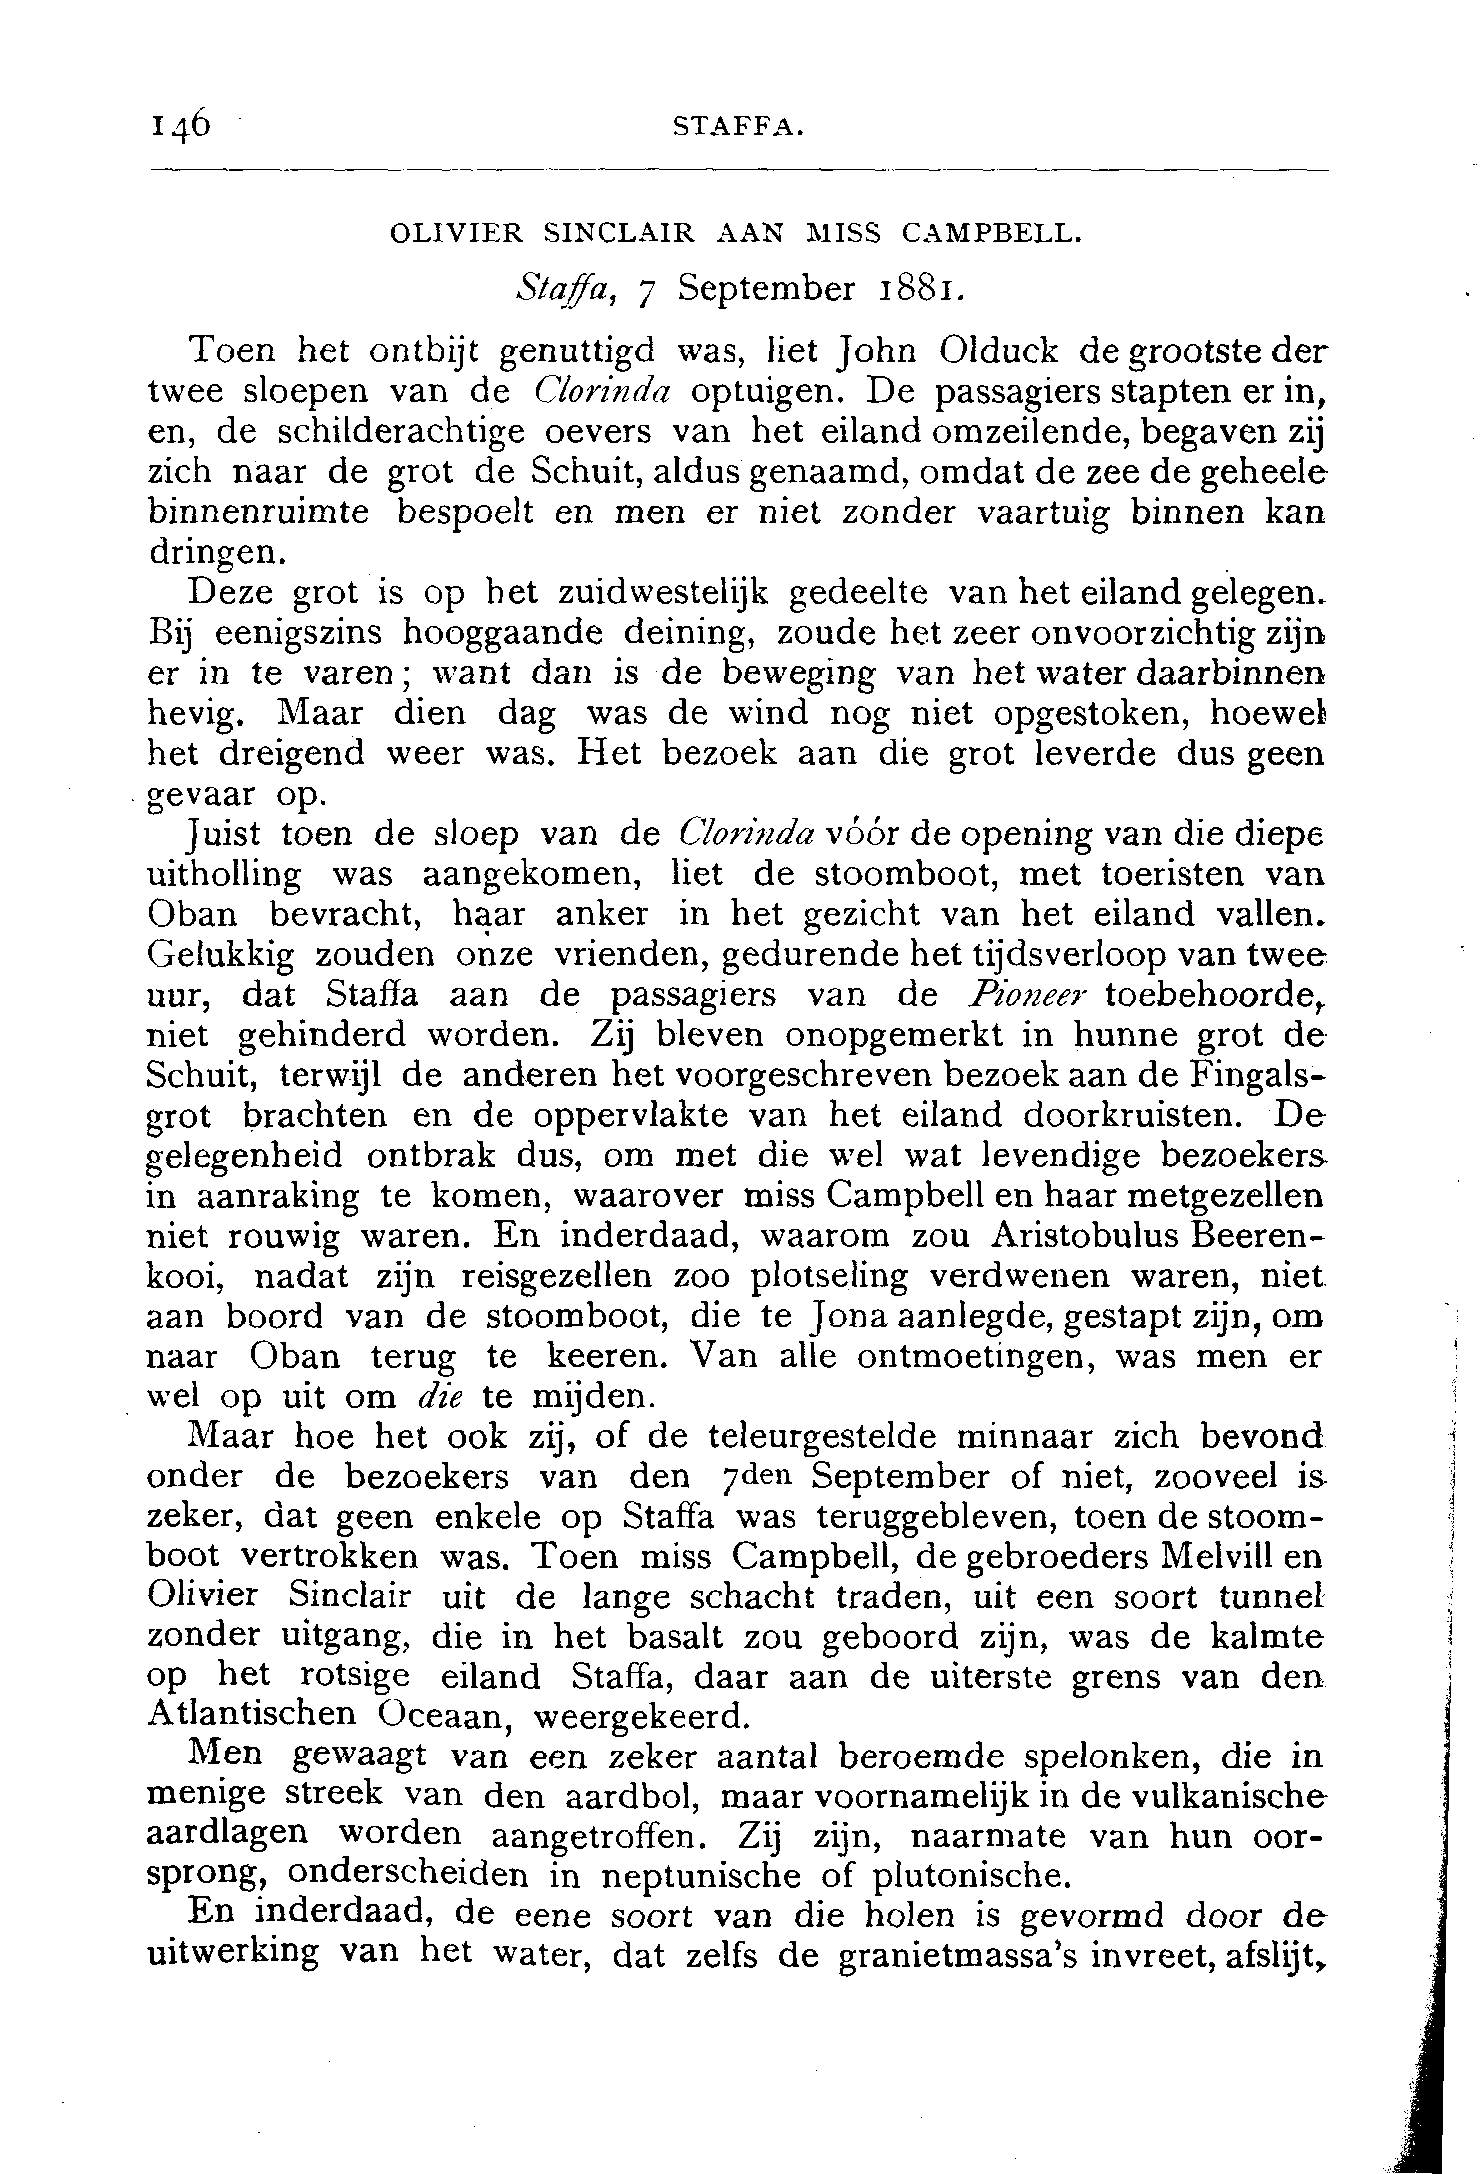 146 STAFFA.
OLIVIER SINCLAIR AAN MISS CAMPBELL.
Staffa, 7 September 1881.
Toen het ontbijt genuttigd was, liet John Olduck de grootste der
twee sloepen van de Clorinda optuigen. De passagiers stapten er in,
en, de schilderachtige oevers van het eiland omzeilende, begaven zij
zich naar de grot de Schuit, aldus genaamd, omdat de zee de geheele
binnenruimte bespoelt en men er niet zonder vaartuig binnen kan
dringen.
Deze grot is op het zuidwestelijk gedeelte van het eiland gelegen.
Bij eenigszins hooggaande deining, zoude het zeer onvoorzichtig zijn
er in te varen; want dan is de beweging van het water daarbinnen
hevig. Maar dien dag was de wind nog niet opgestoken, hoewel
het dreigend weer was. Het bezoek aan die grot leverde dus geen
gevaar op.
Juist toen de sloep van de Clorinda vóór de opening van die diepe
uitholling was aangekomen, liet de stoomboot, met toeristen van
Oban bevracht, haar anker in het gezicht van het eiland vallen.
Gelukkig zouden onze vrienden, gedurende het tijdsverloop van twee
uur, dat Staffa aan de passagiers van de Pioneer toebehoorde,
niet gehinderd worden. Zij bleven onopgemerkt in hunne grot de
Schuit, terwijl de anderen het voorgeschreven bezoek aan de Fingals-
grot brachten en de oppervlakte van het eiland doorkruisten. De
gelegenheid ontbrak dus, om met die wel wat levendige bezoekers
in aanraking te komen, waarover miss Campbell en haar metgezellen
niet rouwig waren. En inderdaad, waarom zou Aristobulus Beeren-
kooi, nadat zijn reisgezellen zoo plotseling verdwenen waren, niet
aan boord van de stoomboot, die te Jona aanlegde, gestapt zijn, om
naar Oban terug te keeren. Van alle ontmoetingen, was men er
wel op uit om die te mijden.
Maar hoe het ook zij, of de teleurgestelde minnaar zich bevond
onder de bezoekers van den 7den September of niet, zooveel is
zeker, dat geen enkele op Staffa was teruggebleven, toen de stoom-
boot vertrokken was. Toen miss Campbell, de gebroeders Melvill en
Olivier Sinclair uit de lange schacht traden, uit een soort tunnel
zonder uitgang, die in het basalt zou geboord zijn, was de kalmte
op het rotsige eiland Staffa, daar aan de uiterste grens van den
Atlantischen Oceaan, weergekeerd.
Men gewaagt van een zeker aantal beroemde spelonken, die in
menige streek van den aardbol, maar voornamelijk in de vulkanische
aardlagen worden aangetroffen. Zij zijn, naarmate van hun oor-
sprong, onderscheiden in neptunische of plutonische.
En inderdaad, de eene soort van die holen is gevormd door de
uitwerking van het water, dat zelfs de granietmassa's invreet, afslijt,